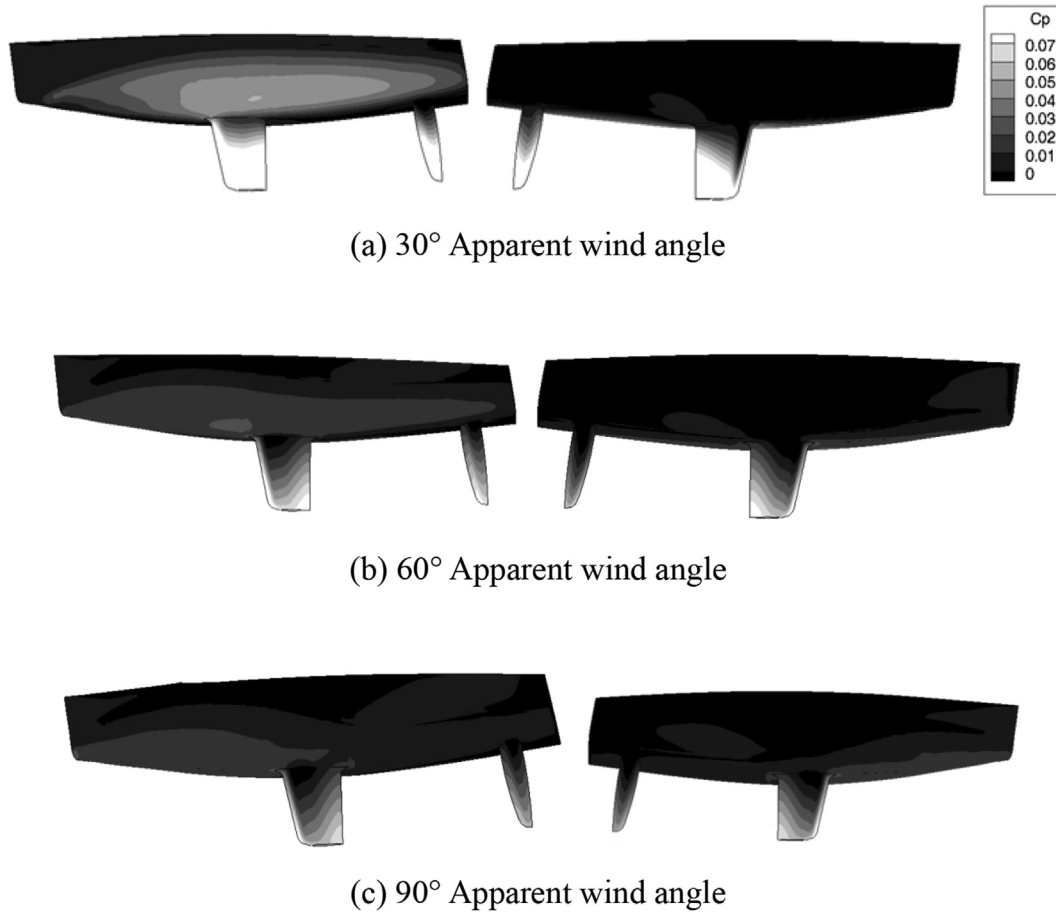 Cp
0.07
0.06
0.05
0.04
0.03
0.02
0.01
0
(a) 30° Apparent wind angle
(b) 60° Apparent wind angle
(c) 90° Apparent wind angle